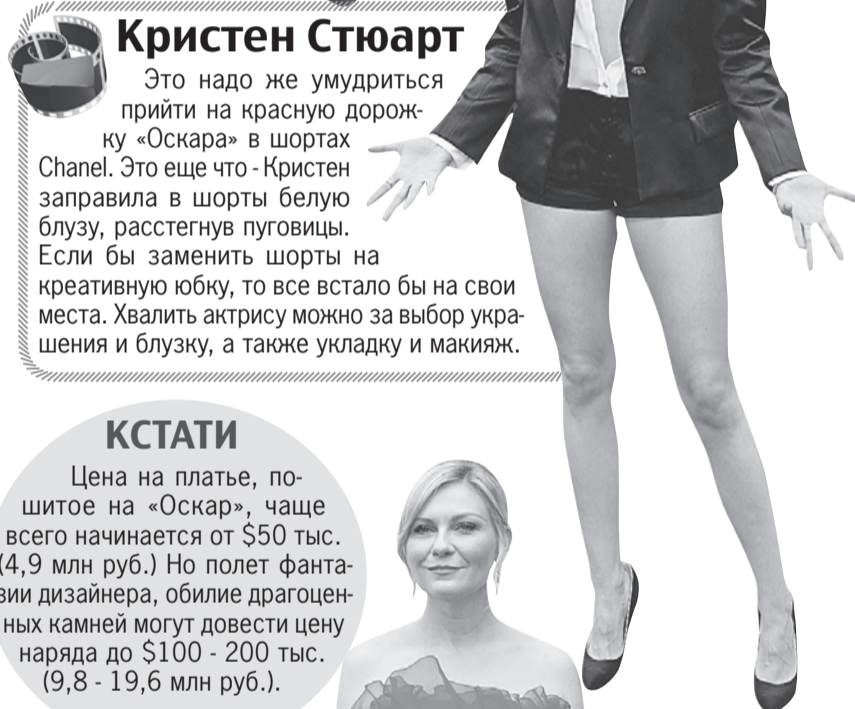 Кристен Стюарт
Это надо же умудриться
прийти на красную дорож-
ку «Оскара» в шортах
Chanel. Это еще что - Кристен
заправила в шорты белую
блузу, расстегнув пуговицы.
Если бы заменить шорты на
креативную юбку, то все встало бы на свои
места. Хвалить актрису можно за выбор укра-
шения и блузку, а также укладку и макияж.
КСТАТИ
Цена на платье, по-
шитое на «Оскар», чаще
всего начинается от $50 тыс.
(4,9 млн руб.) Но полет фанта-
зии дизайнера, обилие драгоцен-
ных камней могут довести цену
наряда до $100 - 200 тыс.
(9,8 - 19,6 млн руб.).